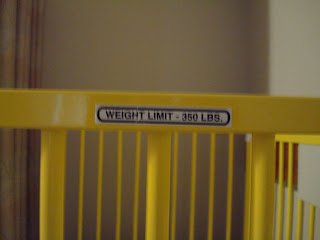 WEIGHT LIMIT - 350 LBS.